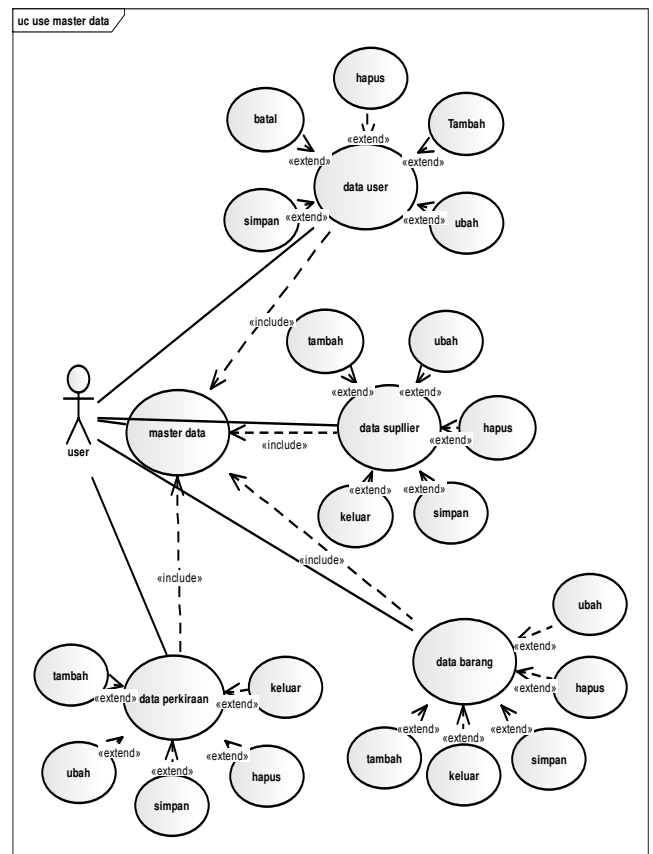 uc use master data
hapus
batal
Tambah
«extend»
«extend»
«extend»
data user
simpan
«extend»
«extend»
ubah
«include»
tambah
ubah
«extend»
«extend»
user
master data
«include»
data supllier
«extend»
hapus
«extend»
«extend»
keluar
simpan
«include»
«include»
ubah
«extend»
tambah
«extend»
data perkiraan
«extend»
keluar
data barang
«extend»
hapus
«extend»
«extend»
«extend»
ubah
«extend»
simpan
«extend»
hapus
«extend»
«extend»
tambah
keluar
simpan